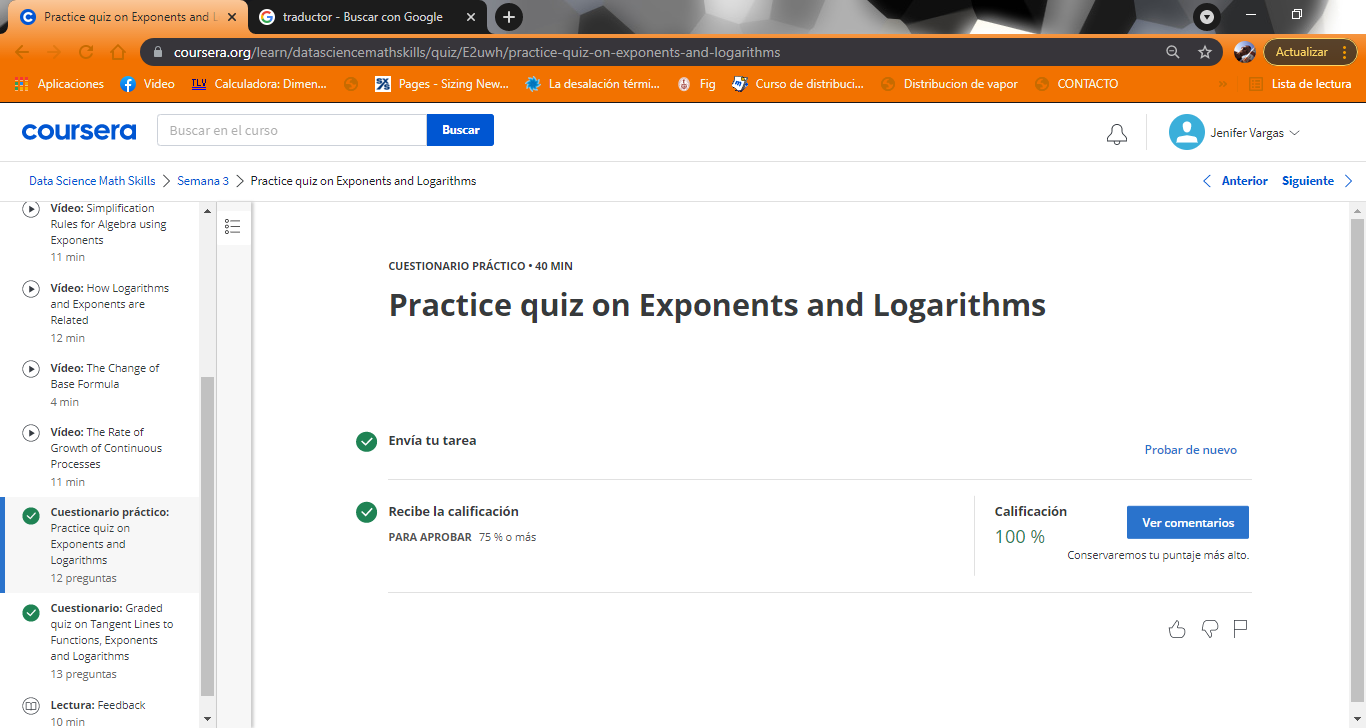 Practice quiz on Exponents and L
traductor - Buscar con Google
coursera.org/learn/datasciencemathskills/quiz/E2uwh/practice-quiz-on-exponents-and-logarithms
Actualizar
Aplicaciones
Video
TLV
Calculadora: Dimen...
Pages - Sizing New...
La desalación térmi...
Fig
Curso de distribuci...
Distribucion de vapor
CONTACTO
»
Lista de lectura
coursera
Buscar en el curso
Buscar
Jenifer Vargas
Data Science Math Skills > Semana 3 > Practice quiz on Exponents and Logarithms
Anterior
Siguiente
Vídeo: Simplification
Rules for Algebra using
Exponents
11 min
Vídeo: How Logarithms
and Exponents are
Related
12 min
Vídeo: The Change of
Base Formula
4 min
Vídeo: The Rate of
Growth of Continuous
Processes
11 min
Cuestionario práctico:
Practice quiz on
Exponents and
Logarithms
12 preguntas
Cuestionario: Graded
quiz on Tangent Lines to
Functions, Exponents
and Logarithms
13 preguntas
Lectura: Feedback
10 min
CUESTIONARIO PRÁCTICO • 40 MIN
Practice quiz on Exponents and Logarithms
Envía tu tarea
Probar de nuevo
Recibe la calificación
PARA APROBAR 75 % o más
Calificación
100 %
Ver comentarios
Conservaremos tu puntaje más alto.